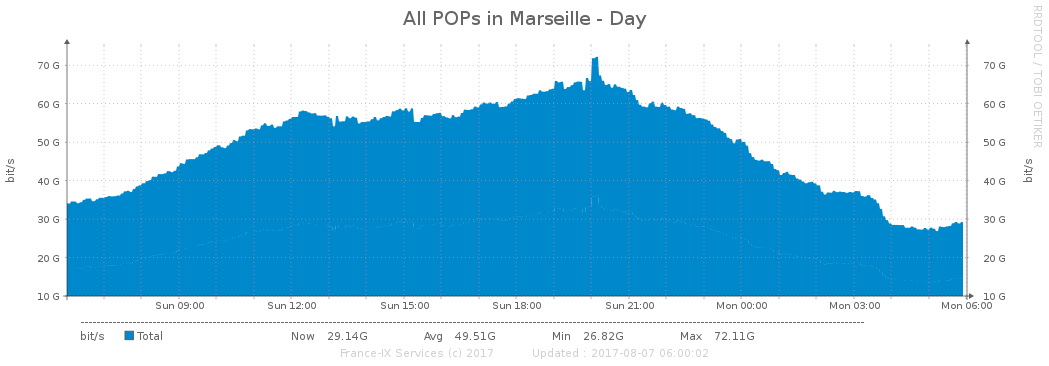 All POPs in Marseille - Day
RRDTOOL / TOBI OETIKER
bit/s
70 G 70 G
60 G 60 G
50 G 50 G
40 G 40 G
30 G 30 G
20 G 20 G
10 G 10 G
bit/s
Sun 09:00 Sun 12:00 Sun 15:00 Sun 18:00 Sun 21:00 Mon 00:00 Mon 03:00 Mon 06:00
bit/s Total Now 29.14G Avg 49.51G Min 26.82G Max 72.11G
France-IX Services (c) 2017 Updated : 2017-08-07 06:00:02